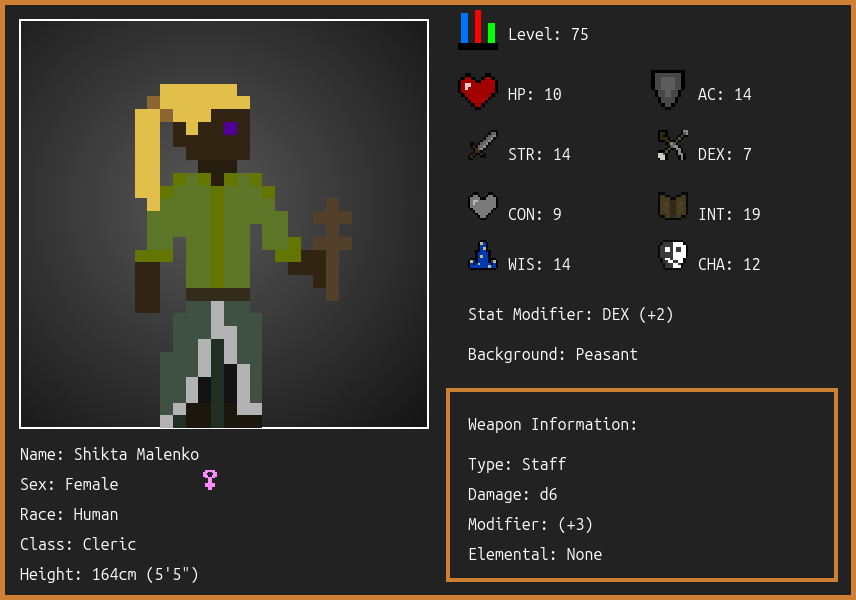 Level: 75
HP: 10
AC: 14
STR: 14
DEX: 7
CON: 9
INT: 19
WIS: 14
CHA: 12
Stat Modifier: DEX (+2)
Background: Peasant
Weapon Information:
Type: Staff
Damage: d6
Modifier: (+3)
Elemental: None
Name: Shikta Malenko
Sex: Female
Race: Human
Class: Cleric
Height: 164cm (5'5")